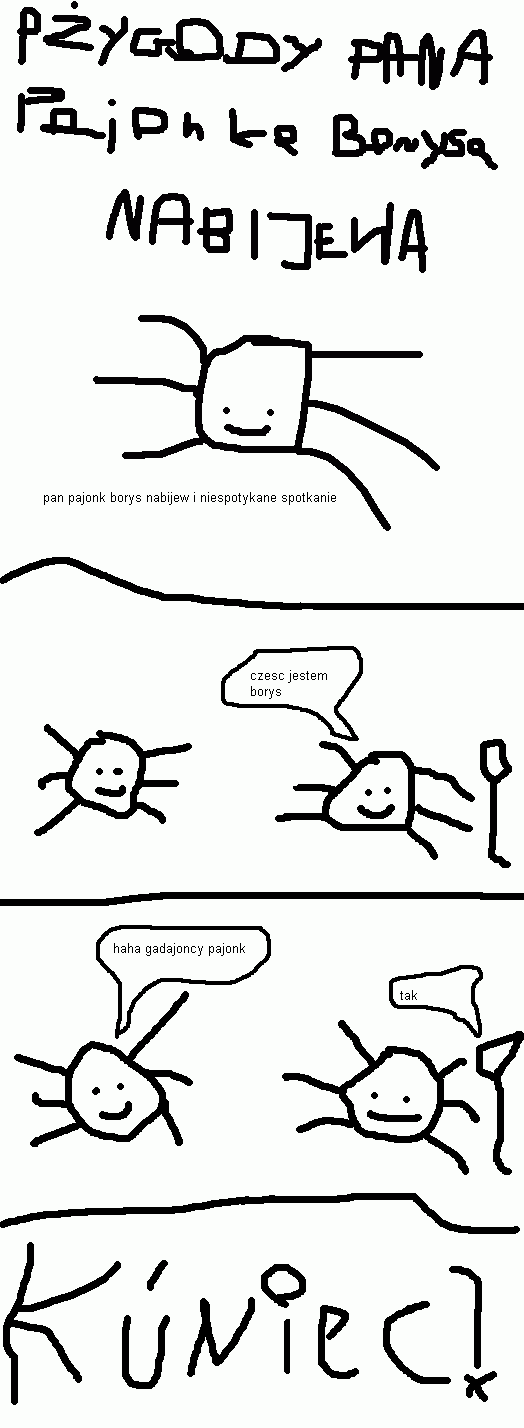 PŻYGODY PANA
Pajonka Borysa
NABIJEWA
pan pajonk borys nabijew i niespotykane spotkanie
czesc jestem
borys
haha gadajoncy pajonk
tak
KÚNiEC!